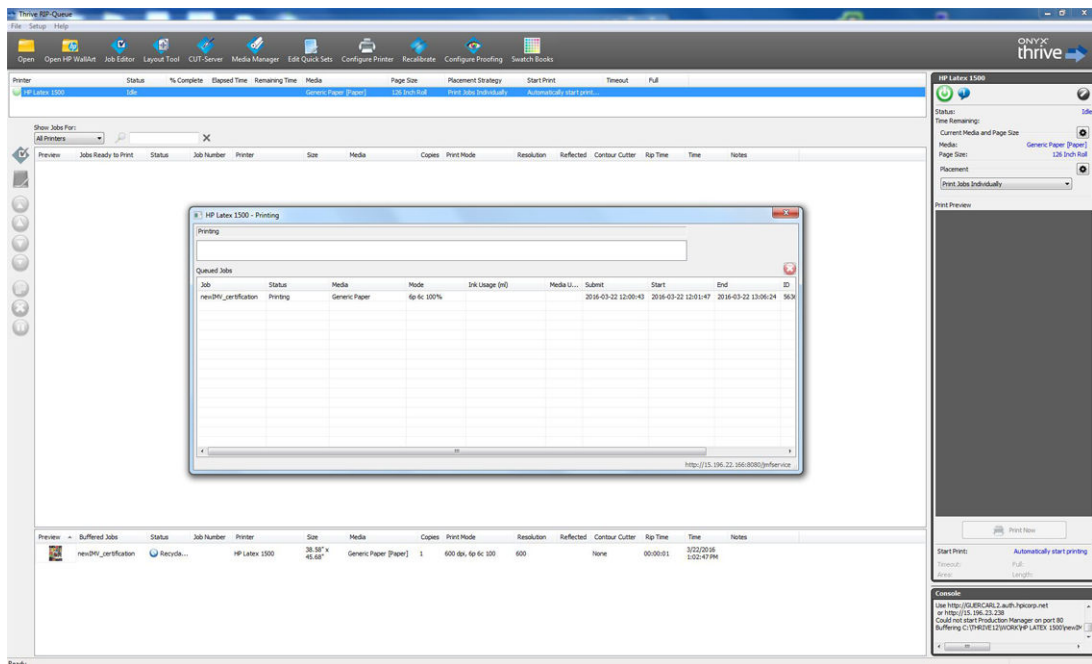 Thrive RIP-Queue
File Setup Help
Open Open HP WallArt Job Editor Layout Tool CUT-Server Media Manager Edit Quick Sets Configure Printer Recalibrate Configure Proofing Swatch Books
ONYX
thrive
Printer Status % Complete Elapsed Time Remaining Time Media Page Size Placement Strategy Start Print Timeout Full
HP Latex 1500 Idle Generic Paper [Paper] 126 Inch Roll Print Jobs Individually Automatically start print...
Show Jobs For:
All Printers
Preview Jobs Ready to Print Status Job Number Printer Size Media Copies Print Mode Resolution Reflected Contour Cutter Rip Time Time Notes
HP Latex 1500 - Printing
Printing
Queued Jobs
Job Status Media Mode Ink Usage (ml) Media U... Submit Start End ID
newIMV_certification Printing Generic Paper 6p 6c 100% 2016-03-22 12:00:43 2016-03-22 12:01:47 2016-03-22 13:06:24
http://15.196.22.166:8080/jmfservice
Preview Buffered Jobs Status Job Number Printer Size Media Copies Print Mode Resolution Reflected Contour Cutter Rip Time Time Notes
newIMV_certification Recycla... HP Latex 1500 38.58" x 45.68" Generic Paper [Paper] 1 600 dpi, 6p 6c 100 600 None 00:00:01 3/22/2016 1:02:47 PM
HP Latex 1500
Status: Idle
Time Remaining:
Current Media and Page Size
Media: Generic Paper [Paper]
Page Size: 126 Inch Roll
Placement
Print Jobs Individually
Print Preview
Print Now
Start Print: Automatically start printing
Timeout: Full:
Area: Length:
Console
Use http://GUERCARL2.auth.hpicorp.net
or http://15.196.23.238
Could not start Production Manager on port 80
Buffering C:\THRIVE12\WORK\HP LATEX 1500\newIM
Ready